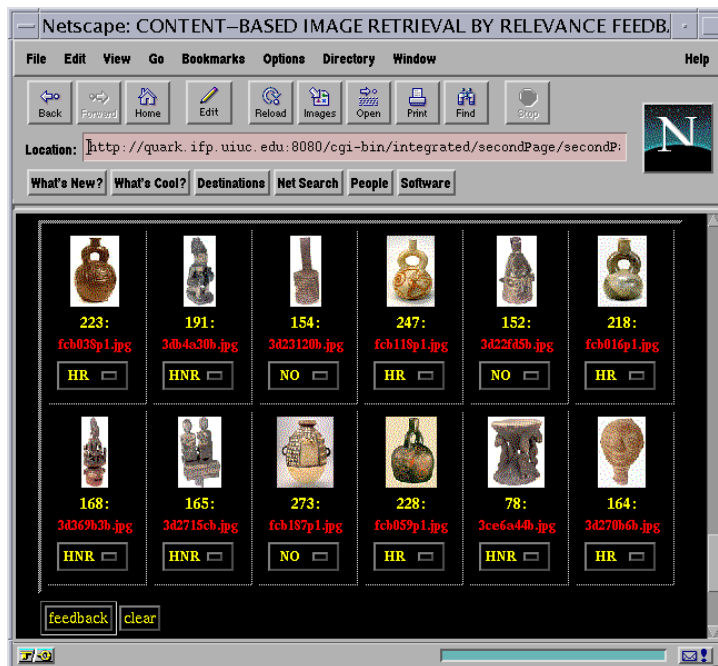 Netscape: CONTENT-BASED IMAGE RETRIEVAL BY RELEVANCE FEEDB
File Edit View Go Bookmarks Options Directory Window Help
Back Forward Home Edit Reload Images Open Print Find Stop
N
Location: http://quark.ifp.uiuc.edu:8080/cgi-bin/integrated/secondPage/secondPa
What's New? What's Cool? Destinations Net Search People Software
223: 191: 154: 247: 152: 218:
fcb038p1.jpg 3db4a30b.jpg 3d23120b.jpg fcb118p1.jpg 3d22fd5b.jpg fcb016p1.jpg
HR HNR NO HR NO HR
168: 165: 273: 228: 78: 164:
3d369b3b.jpg 3d2715cb.jpg fcb187p1.jpg fcb059p1.jpg 3ce6a44b.jpg 3d270b6b.jpg
HNR HNR NO HR HNR HR
feedback clear